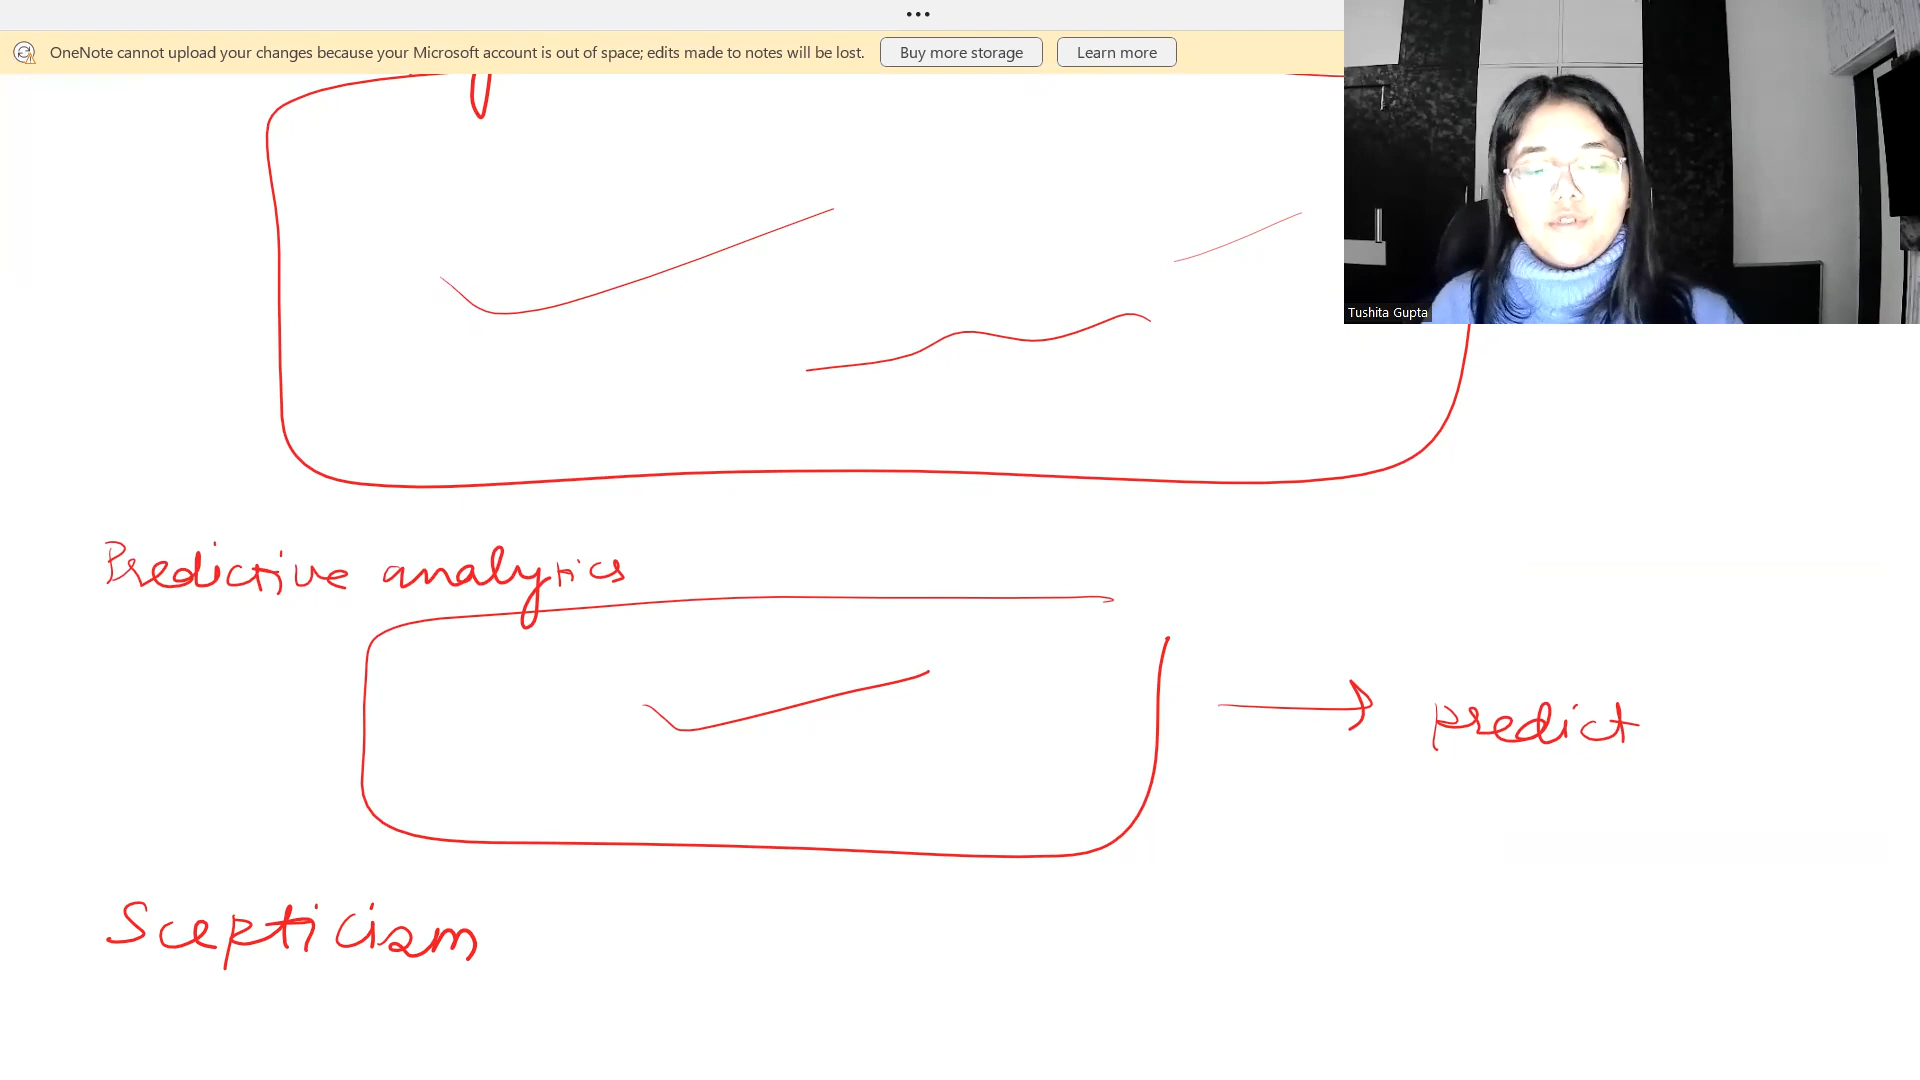 OneNote cannot upload your changes because your Microsoft account is out of space; edits made to notes will be lost. Buy more storage Learn more
Tushita Gupta
Predictive analytics
predict
Scepticism